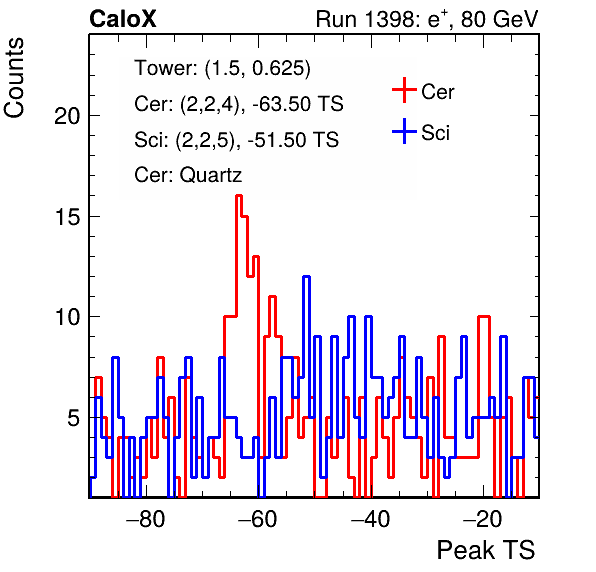 CaloX Run 1398: e⁺, 80 GeV
Counts
Tower: (1.5, 0.625)
Cer: (2,2,4), -63.50 TS
Sci: (2,2,5), -51.50 TS
Cer: Quartz
Cer
Sci
20
15
10
5
−80 −60 −40 −20
Peak TS